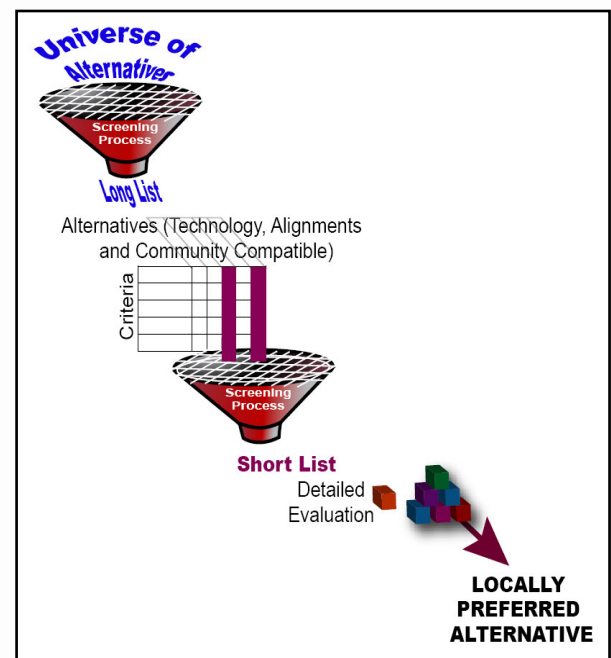 Universe of
Alternatives
Screening
Process
Long List
Alternatives (Technology, Alignments
and Community Compatible)
Criteria
Screening
Process
Short List
Detailed
Evaluation
LOCALLY
PREFERRED
ALTERNATIVE